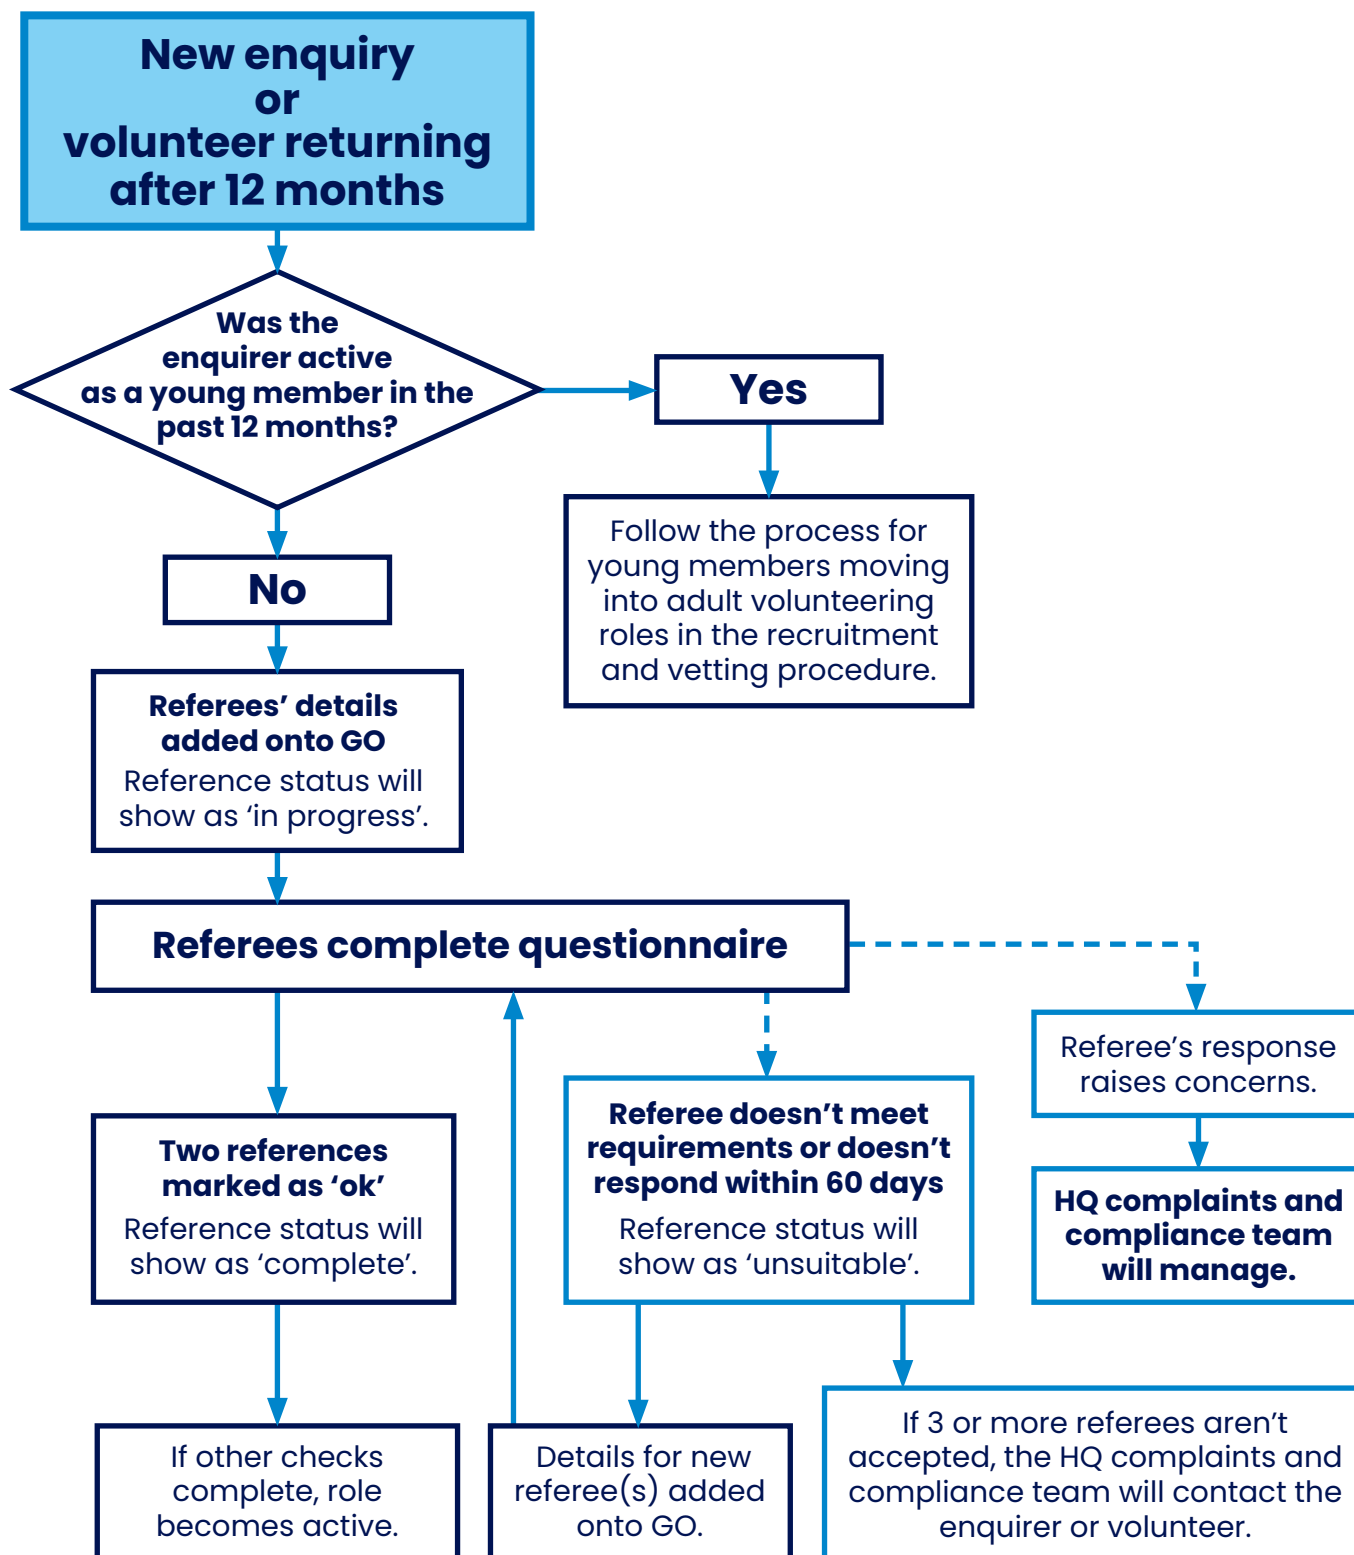 New enquiry
or
volunteer returning
after 12 months
Was the
enquirer active
as a young member in the
past 12 months?
Yes
Follow the process for
young members moving
into adult volunteering
roles in the recruitment
and vetting procedure.
No
Referees’ details
added onto GO
Reference status will
show as ‘in progress’.
Referees complete questionnaire
Two references
marked as ‘ok’
Reference status will
show as ‘complete’.
Referee doesn’t meet
requirements or doesn’t
respond within 60 days
Reference status will
show as ‘unsuitable’.
Referee’s response
raises concerns.
HQ complaints and
compliance team
will manage.
If other checks
complete, role
becomes active.
Details for new
referee(s) added
onto GO.
If 3 or more referees aren’t
accepted, the HQ complaints and
compliance team will contact the
enquirer or volunteer.